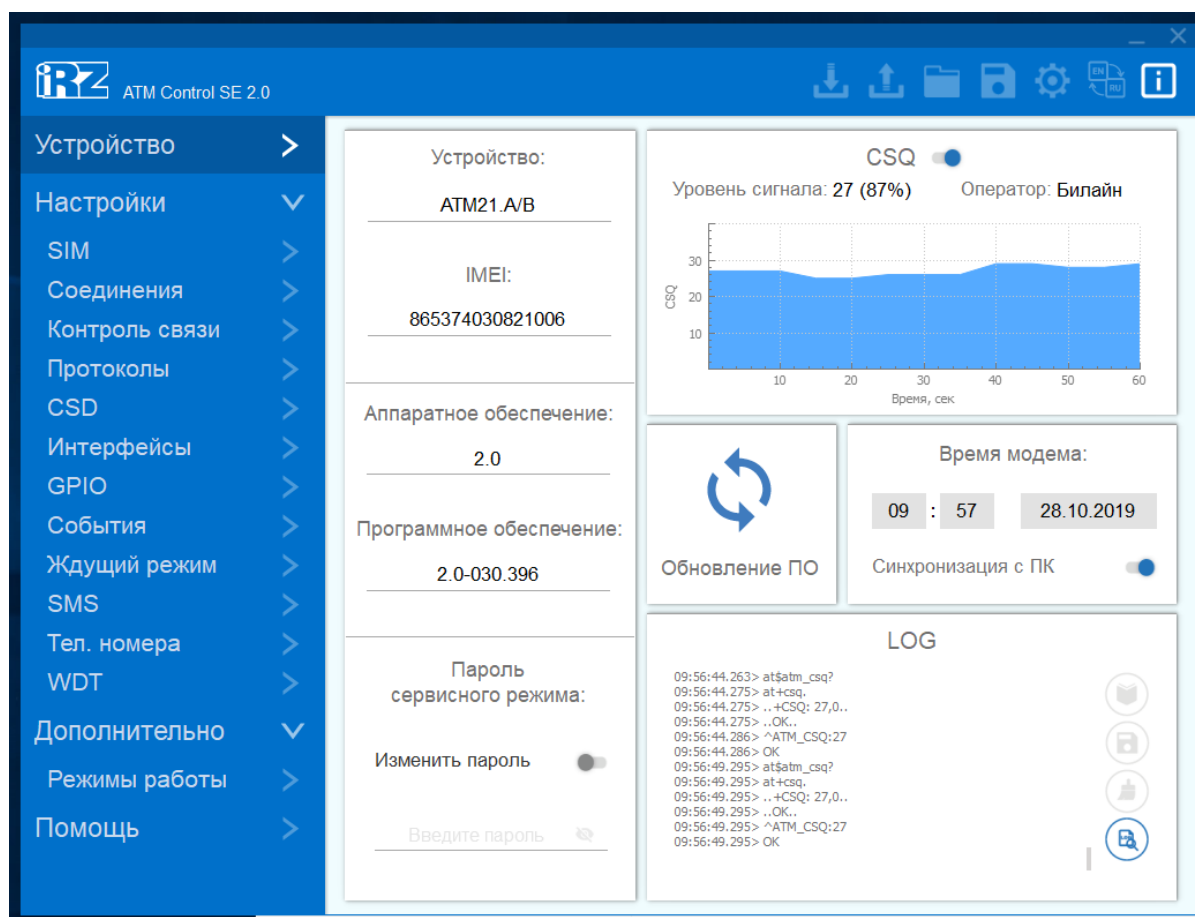 iRZ ATM Control SE 2.0
EN RU
i
Устройство
Настройки
SIM
Соединения
Контроль связи
Протоколы
CSD
Интерфейсы
GPIO
События
Ждущий режим
SMS
Тел. номера
WDT
Дополнительно
Режимы работы
Помощь
Устройство:
ATM21.A/B
IMEI:
865374030821006
Аппаратное обеспечение:
2.0
Программное обеспечение:
2.0-030.396
Пароль
сервисного режима:
Изменить пароль
Введите пароль
CSQ
Уровень сигнала: 27 (87%) Оператор: Билайн
CSQ
30
20
10
10 20 30 40 50 60
Время, сек
Обновление ПО
Время модема:
09 : 57 28.10.2019
Синхронизация с ПК
LOG
09:56:44.263> at$atm_csq?
09:56:44.275> at+csq.
09:56:44.275> ..+CSQ: 27,0..
09:56:44.275> ..OK..
09:56:44.286> ^ATM_CSQ:27
09:56:44.286> OK
09:56:49.295> at$atm_csq?
09:56:49.295> at+csq.
09:56:49.295> ..+CSQ: 27,0..
09:56:49.295> ..OK..
09:56:49.295> ^ATM_CSQ:27
09:56:49.295> OK